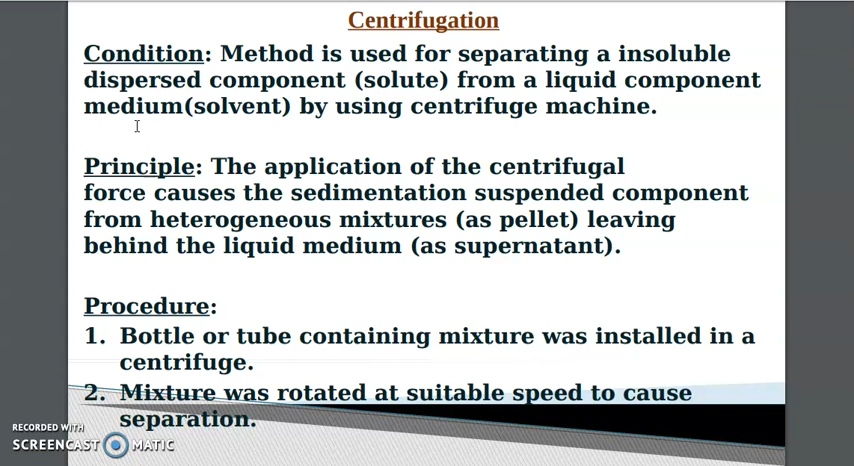 Centrifugation
Condition: Method is used for separating a insoluble
dispersed component (solute) from a liquid component
medium(solvent) by using centrifuge machine.
Principle: The application of the centrifugal
force causes the sedimentation suspended component
from heterogeneous mixtures (as pellet) leaving
behind the liquid medium (as supernatant).
Procedure:
1. Bottle or tube containing mixture was installed in a
centrifuge.
2. Mixture was rotated at suitable speed to cause
separation.
RECORDED WITH
SCREENCAST MATIC